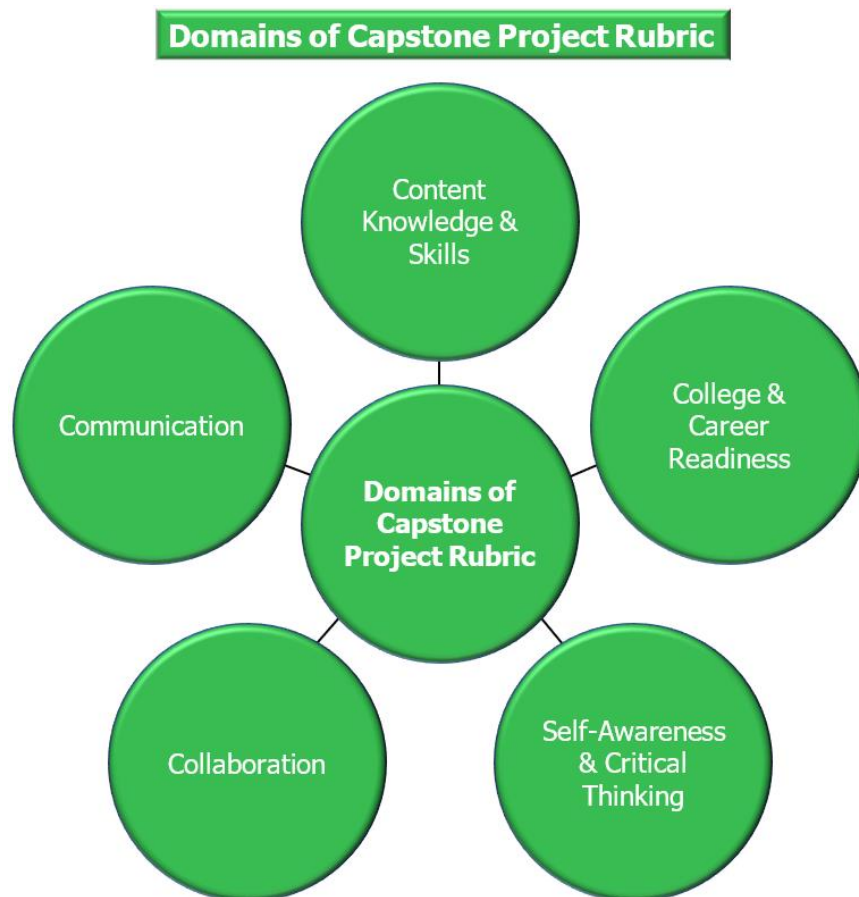 Domains of Capstone Project Rubric
Content
Knowledge &
Skills
College &
Career
Readiness
Self-Awareness
& Critical
Thinking
Collaboration
Communication
Domains of
Capstone
Project Rubric